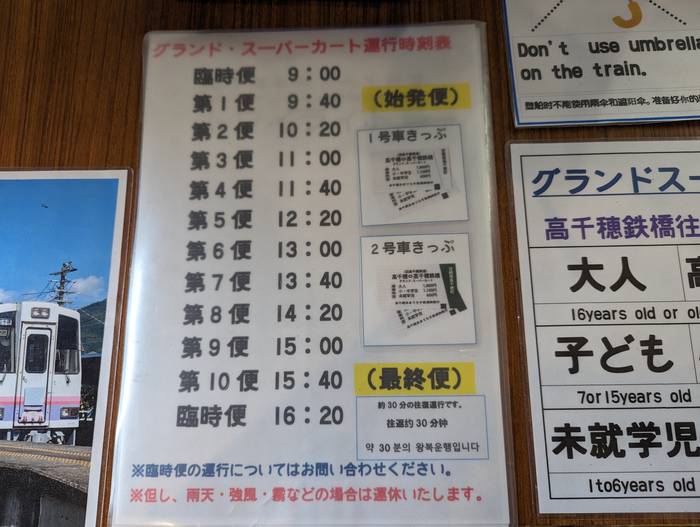 グランド・スーパーカート運行時刻表
臨時便 9：00
第1便 9：40 (始発便)
第2便 10：20
第3便 11：00
第4便 11：40
第5便 12：20
第6便 13：00
第7便 13：40
第8便 14：20
第9便 15：00
第10便 15：40 (最終便)
臨時便 16：20
1号車きっぷ
2号車きっぷ
約30分の往復運行です。
往返约30分钟
약 30분의 왕복운행입니다
※臨時便の運行についてはお問い合わせください。
※但し、雨天・強風・霧などの場合は運休いたします。
Don't use umbrella
on the train.
グランドスー
高千穂鉄橋往
大人
16years old or ol
子ども
7or15years old
未就学児
1to6years old